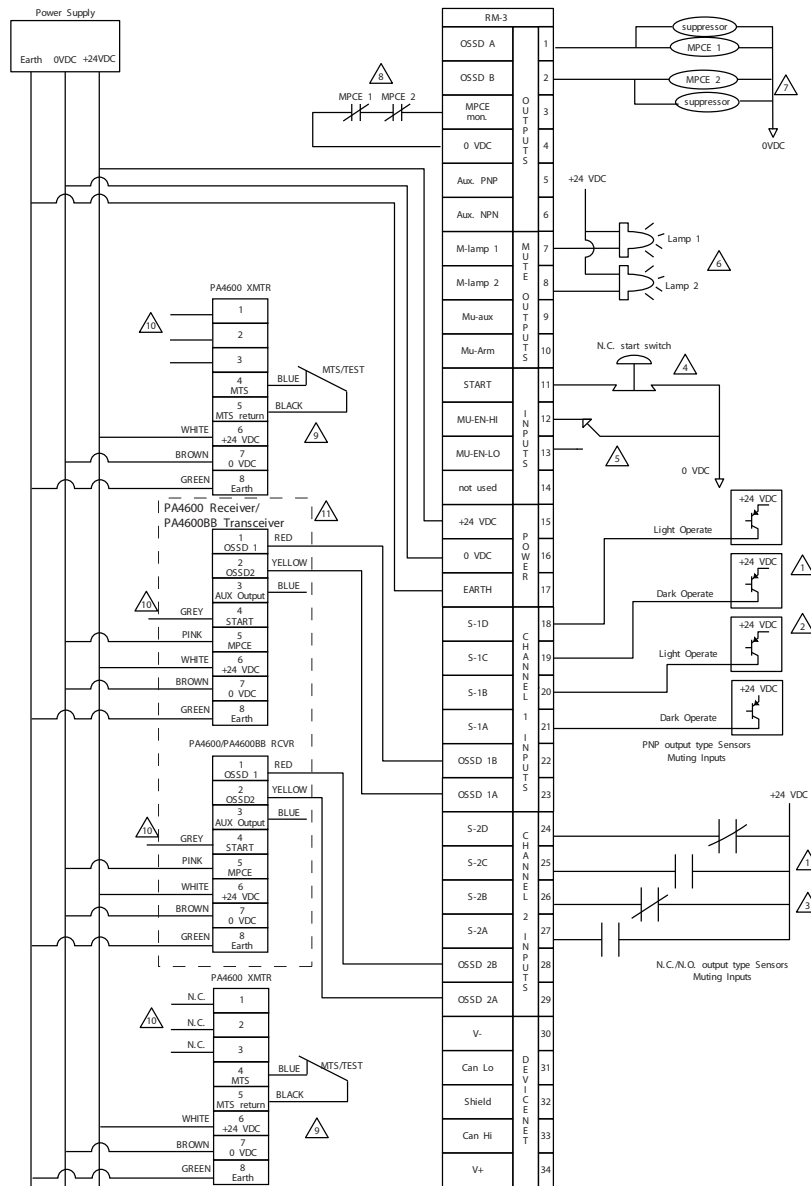 Power Supply
Earth 0VDC +24VDC
RM-3
OSSD A 1
OSSD B 2
MPCE mon. 3
0 VDC 4
Aux. PNP 5
Aux. NPN 6
OUTPUTS
M-lamp 1 7
M-lamp 2 8
Mu-aux 9
Mu-Arm 10
MUTE OUTPUTS
START 11
MU-EN-HI 12
MU-EN-LO 13
not used 14
INPUTS
+24 VDC 15
0 VDC 16
EARTH 17
POWER
S-1D 18
S-1C 19
S-1B 20
S-1A 21
OSSD 1B 22
OSSD 1A 23
CHANNEL 1 INPUTS
S-2D 24
S-2C 25
S-2B 26
S-2A 27
OSSD 2B 28
OSSD 2A 29
CHANNEL 2 INPUTS
V- 30
Can Lo 31
Shield 32
Can Hi 33
V+ 34
DEVICENET
8
MPCE 1 MPCE 2
suppressor
MPCE 1
MPCE 2
suppressor
7
0VDC
+24 VDC
Lamp 1
6
Lamp 2
N.C. start switch
4
5
0 VDC
+24 VDC
Light Operate
+24 VDC
1
Dark Operate
+24 VDC
2
Light Operate
+24 VDC
Dark Operate
PNP output type Sensors
Muting Inputs
+24 VDC
1
3
N.C./N.O. output type Sensors
Muting Inputs
PA4600 XMTR
10
1
2
3
4
MTS
BLUE
MTS/TEST
5
MTS return
BLACK
9
WHITE
6
+24 VDC
BROWN
7
0 VDC
GREEN
8
Earth
PA4600 Receiver/
PA4600BB Transceiver
11
1
OSSD 1
RED
2
OSSD2
YELLOW
3
AUX Output
BLUE
10
GREY
4
START
PINK
5
MPCE
WHITE
6
+24 VDC
BROWN
7
0 VDC
GREEN
8
Earth
PA4600/PA4600BB RCVR
1
OSSD 1
RED
2
OSSD2
YELLOW
3
AUX Output
BLUE
10
GREY
4
START
PINK
5
MPCE
WHITE
6
+24 VDC
BROWN
7
0 VDC
GREEN
8
Earth
PA4600 XMTR
N.C. 1
10
N.C. 2
N.C. 3
4
MTS
BLUE
MTS/TEST
5
MTS return
BLACK
9
WHITE
6
+24 VDC
BROWN
7
0 VDC
GREEN
8
Earth